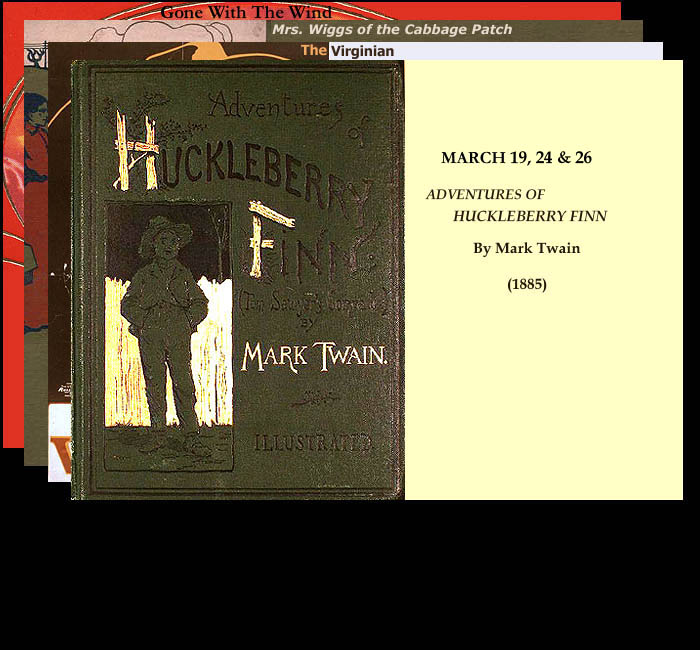 Gone With The Wind
Mrs. Wiggs of the Cabbage Patch
The Virginian
Adventures
of
HUCKLEBERRY
FINN
(Tom Sawyer's Comrade)
BY
MARK TWAIN.
ILLUSTRATED.
MARCH 19, 24 & 26
ADVENTURES OF
HUCKLEBERRY FINN
By Mark Twain
(1885)